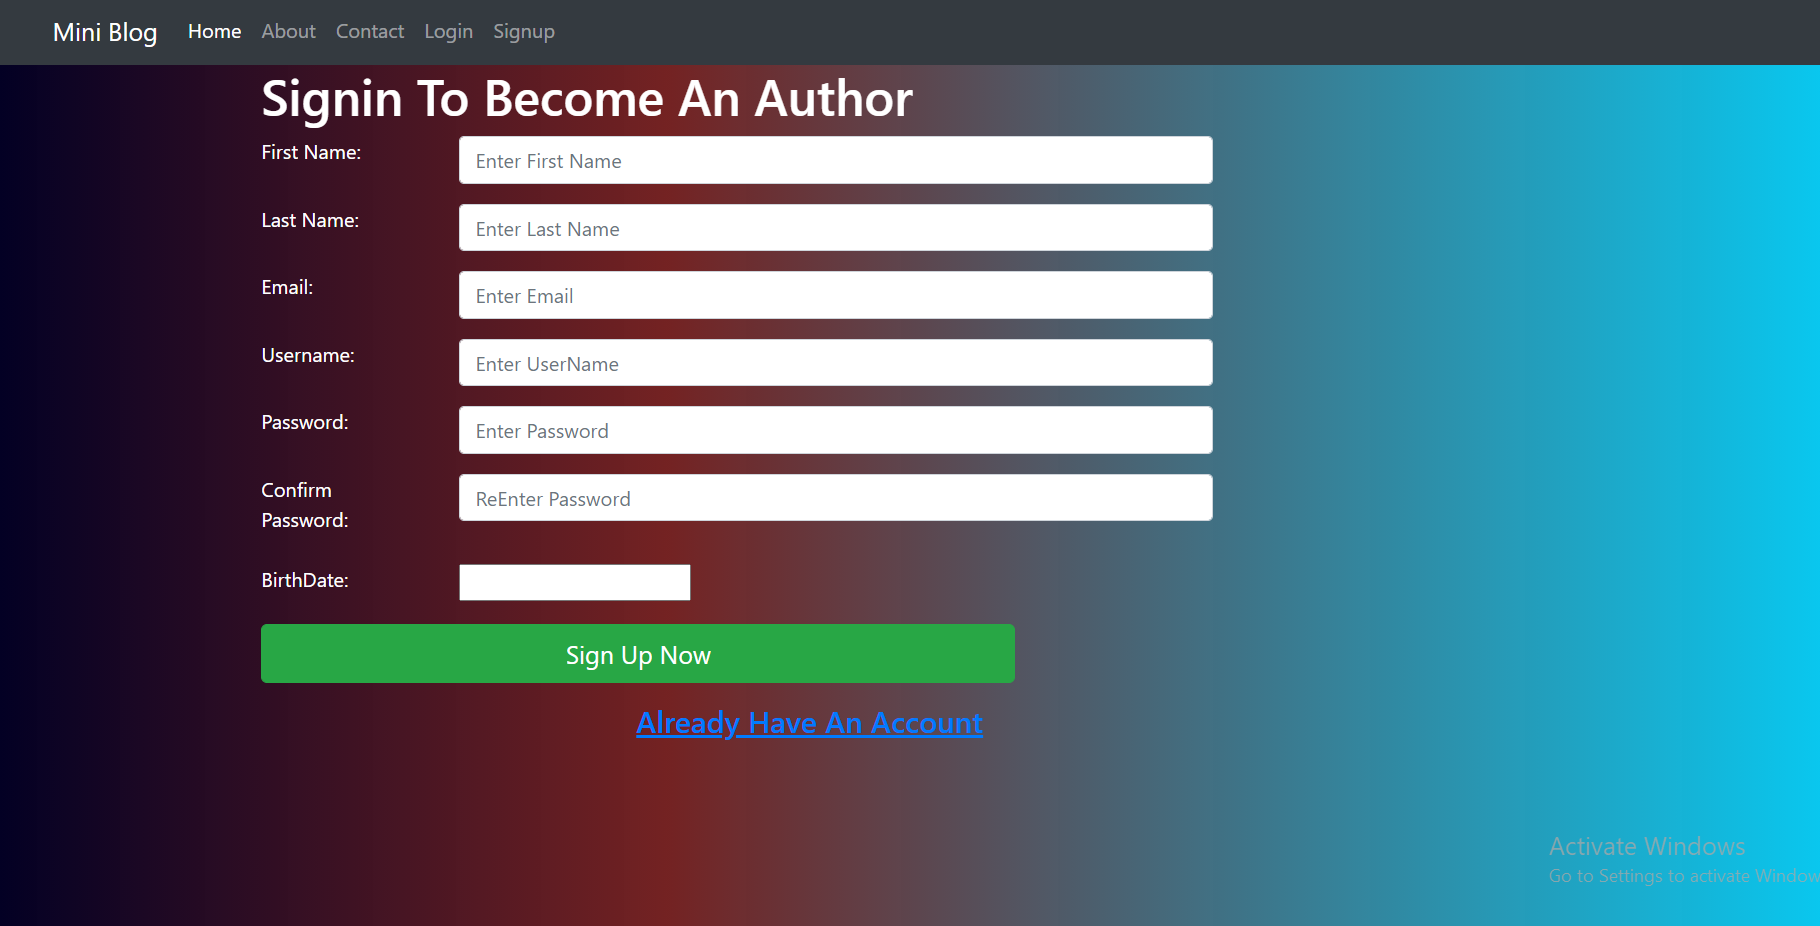 Mini Blog Home About Contact Login Signup
Signin To Become An Author
First Name: Enter First Name
Last Name: Enter Last Name
Email: Enter Email
Username: Enter UserName
Password: Enter Password
Confirm Password: ReEnter Password
BirthDate:
Sign Up Now
Already Have An Account
Activate Windows
Go to Settings to activate Window